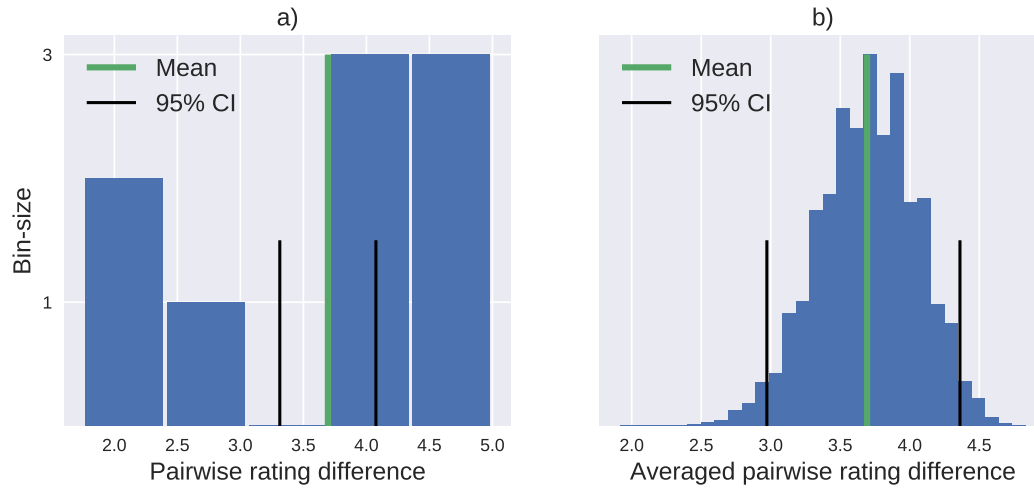 a)
3
1
Bin-size
Mean
95% CI
2.0 2.5 3.0 3.5 4.0 4.5 5.0
Pairwise rating difference
b)
Mean
95% CI
2.0 2.5 3.0 3.5 4.0 4.5
Averaged pairwise rating difference